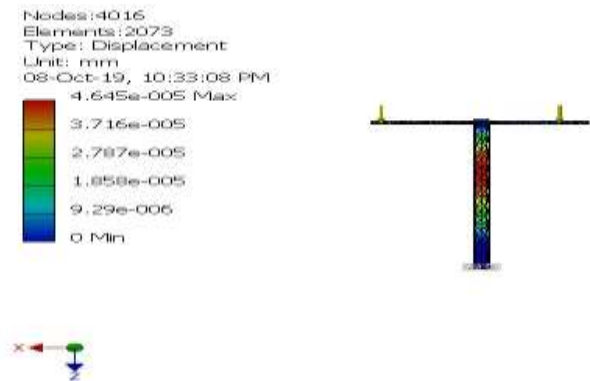 Nodes:4016
Elements:2073
Type: Displacement
Unit: mm
08-Oct-19, 10:33:08 PM
4.645e-005 Max
3.716e-005
2.787e-005
1.858e-005
9.29e-006
0 Min
X
Z